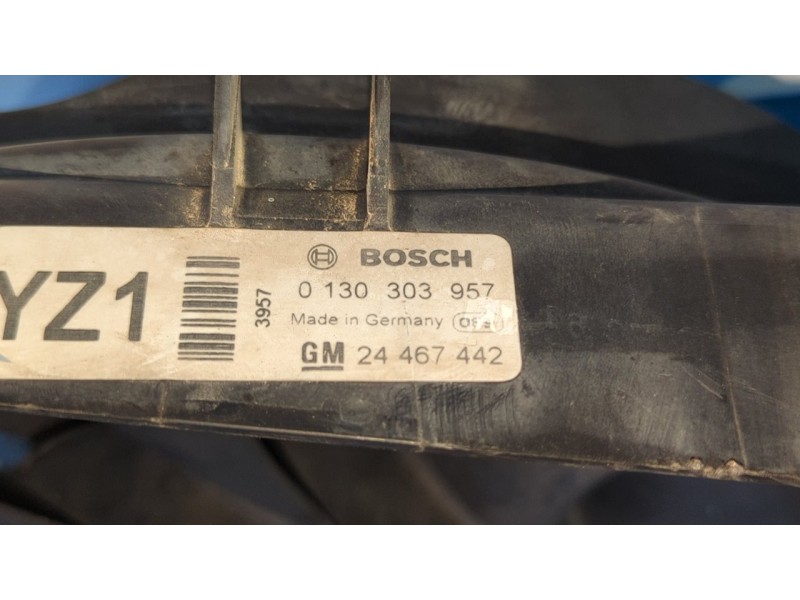 YZ1
3957
BOSCH
0 130 303 957
Made in Germany
GM 24 467 442